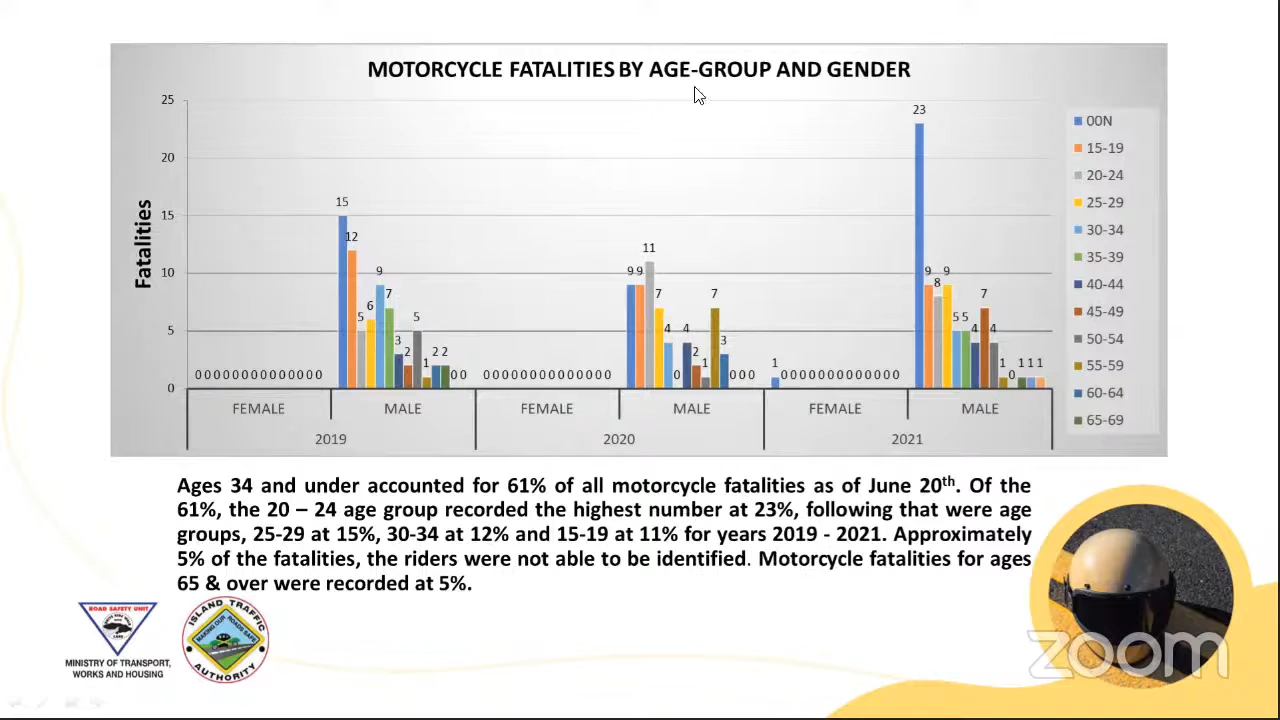 MOTORCYCLE FATALITIES BY AGE-GROUP AND GENDER
Fatalities
25
20
15
10
5
0
0 0 0 0 0 0 0 0 0 0 0 0 0 0
15 12 5 6 9 7 3 2 5 1 2 2 0 0
0 0 0 0 0 0 0 0 0 0 0 0 0 0
9 9 11 7 4 0 4 2 1 7 3 0 0 0
1 0 0 0 0 0 0 0 0 0 0 0 0 0
23 9 8 9 5 5 4 7 4 1 0 1 1 1
FEMALE MALE FEMALE MALE FEMALE MALE
2019 2020 2021
00N
15-19
20-24
25-29
30-34
35-39
40-44
45-49
50-54
55-59
60-64
65-69
Ages 34 and under accounted for 61% of all motorcycle fatalities as of June 20th. Of the
61%, the 20 – 24 age group recorded the highest number at 23%, following that were age
groups, 25-29 at 15%, 30-34 at 12% and 15-19 at 11% for years 2019 - 2021. Approximately
5% of the fatalities, the riders were not able to be identified. Motorcycle fatalities for ages
65 & over were recorded at 5%.
ROAD SAFETY UNIT
MINISTRY OF TRANSPORT,
WORKS AND HOUSING
ISLAND TRAFFIC
MAKING OUR ROADS SAFE
AUTHORITY
zoom